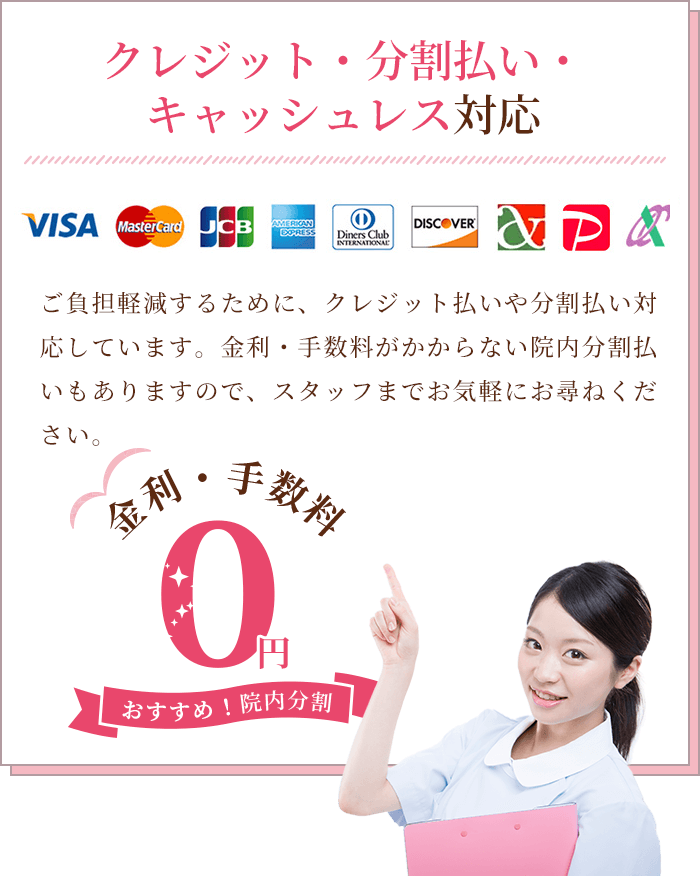 クレジット・分割払い・
キャッシュレス対応
VISA MasterCard JCB AMERICAN EXPRESS Diners Club INTERNATIONAL DISCOVER
ご負担軽減するために、クレジット払いや分割払い対
応しています。金利・手数料がかからない院内分割払
いもありますので、スタッフまでお気軽にお尋ねくだ
さい。
金利・手数料
0円
おすすめ！院内分割